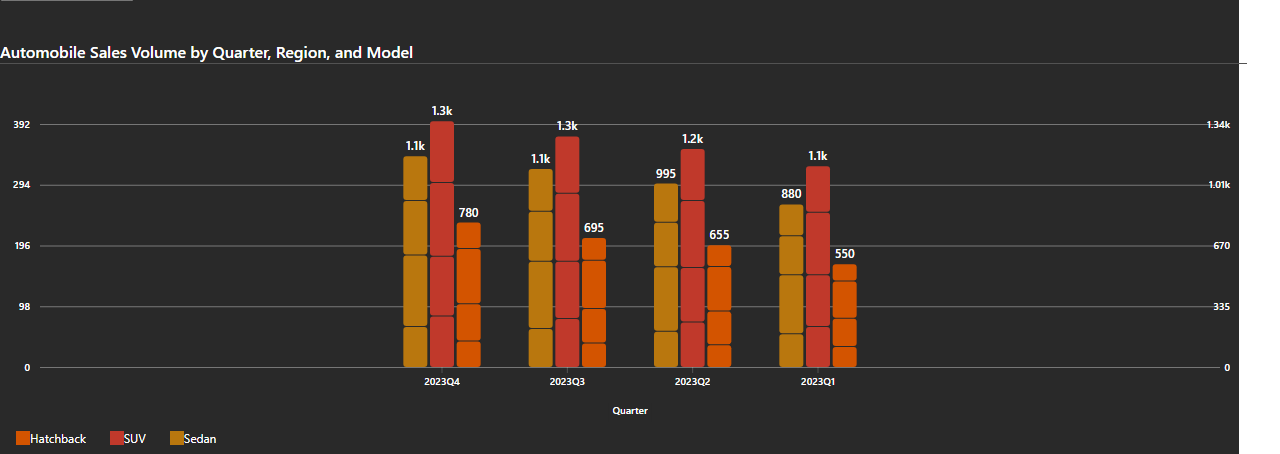 Automobile Sales Volume by Quarter, Region, and Model
392
294
196
98
0
1.34k
1.01k
670
335
0
1.1k
1.3k
780
1.1k
1.3k
695
995
1.2k
655
880
1.1k
550
2023Q4
2023Q3
2023Q2
2023Q1
Quarter
Hatchback
SUV
Sedan